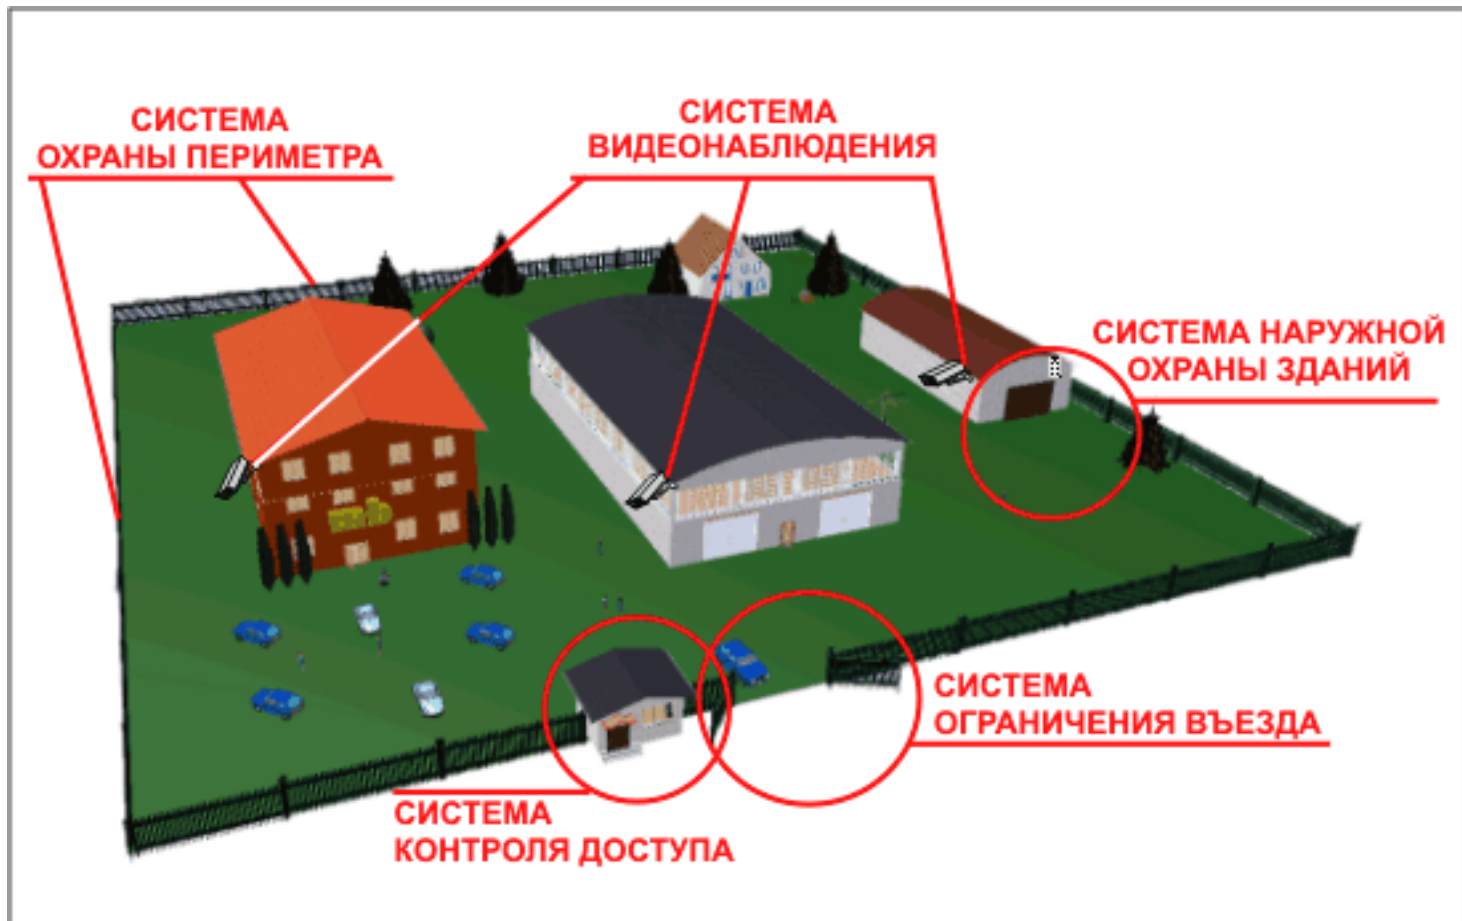 СИСТЕМА
ОХРАНЫ ПЕРИМЕТРА
СИСТЕМА
ВИДЕОНАБЛЮДЕНИЯ
СИСТЕМА НАРУЖНОЙ
ОХРАНЫ ЗДАНИЙ
СИСТЕМА
ОГРАНИЧЕНИЯ ВЪЕЗДА
СИСТЕМА
КОНТРОЛЯ ДОСТУПА